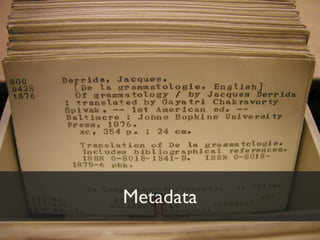 800 Derrida, Jacques.
D438 [De la grammatologie. English]
tS76 Of grammatology / by Jacques Derrida
: translated by Gayatri Chakravorty
Spivak. -- 1st American ed. --
Baltimore : Johns Hopkins University
Press, 1976.
xc, 354 p. : 24 cm.
Translation of De la grammatologie.
Includes bibliographical references.
ISBN 0-8018-1841-9. ISBN 0-8018-
1879-6 pbk.
Metadata